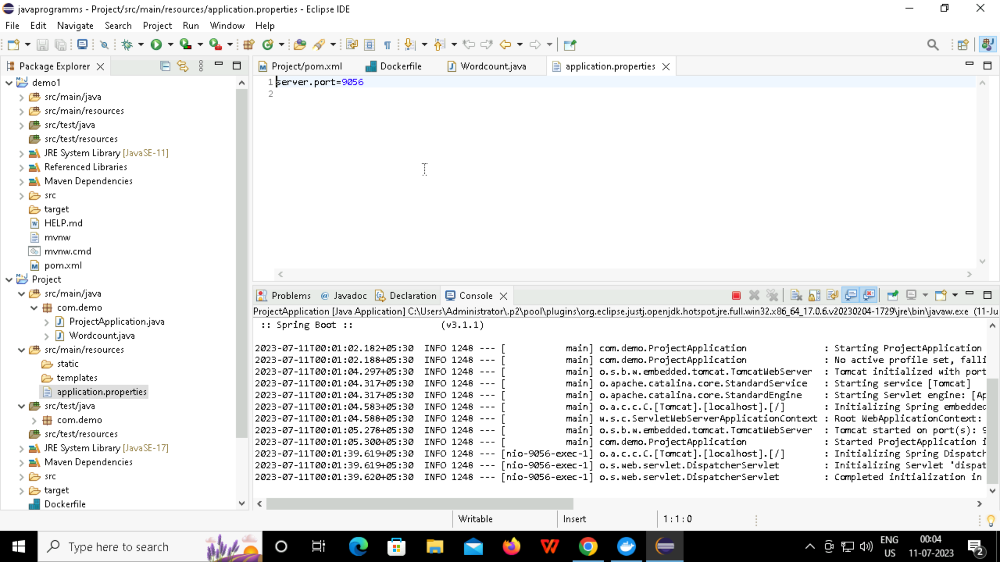 javaprogramms - Project/src/main/resources/application.properties - Eclipse IDE
File Edit Navigate Search Project Run Window Help
Package Explorer
demo1
src/main/java
src/main/resources
src/test/java
src/test/resources
JRE System Library [JavaSE-11]
Referenced Libraries
Maven Dependencies
src
target
HELP.md
mvnw
mvnw.cmd
pom.xml
Project
src/main/java
com.demo
ProjectApplication.java
Wordcount.java
src/main/resources
static
templates
application.properties
src/test/java
com.demo
src/test/resources
JRE System Library [JavaSE-17]
Maven Dependencies
src
target
Dockerfile
Project/pom.xml Dockerfile Wordcount.java application.properties
1 server.port=9056
2
Problems @ Javadoc Declaration Console
ProjectApplication [Java Application] C:\Users\Administrator\.p2\pool\plugins\org.eclipse.justj.openjdk.hotspot.jre.full.win32.x86_64_17.0.6.v20230204-1729\jre\bin\javaw.exe (11-Ju
:: Spring Boot :: (v3.1.1)
2023-07-11T00:01:02.182+05:30 INFO 1248 --- [ main] com.demo.ProjectApplication : Starting ProjectApplication
2023-07-11T00:01:02.188+05:30 INFO 1248 --- [ main] com.demo.ProjectApplication : No active profile set, falli
2023-07-11T00:01:04.297+05:30 INFO 1248 --- [ main] o.s.b.w.embedded.tomcat.TomcatWebServer : Tomcat initialized with port
2023-07-11T00:01:04.317+05:30 INFO 1248 --- [ main] o.apache.catalina.core.StandardService : Starting service [Tomcat]
2023-07-11T00:01:04.317+05:30 INFO 1248 --- [ main] o.apache.catalina.core.StandardEngine : Starting Servlet engine: [Ap
2023-07-11T00:01:04.583+05:30 INFO 1248 --- [ main] o.a.c.c.C.[Tomcat].[localhost].[/] : Initializing Spring embedded
2023-07-11T00:01:04.588+05:30 INFO 1248 --- [ main] w.s.c.ServletWebServerApplicationContext : Root WebApplicationContext:
2023-07-11T00:01:05.278+05:30 INFO 1248 --- [ main] o.s.b.w.embedded.tomcat.TomcatWebServer : Tomcat started on port(s): 9
2023-07-11T00:01:05.300+05:30 INFO 1248 --- [ main] com.demo.ProjectApplication : Started ProjectApplication i
2023-07-11T00:01:39.619+05:30 INFO 1248 --- [nio-9056-exec-1] o.a.c.c.C.[Tomcat].[localhost].[/] : Initializing Spring Dispatch
2023-07-11T00:01:39.619+05:30 INFO 1248 --- [nio-9056-exec-1] o.s.web.servlet.DispatcherServlet : Initializing Servlet 'dispat
2023-07-11T00:01:39.620+05:30 INFO 1248 --- [nio-9056-exec-1] o.s.web.servlet.DispatcherServlet : Completed initialization in
Writable Insert 1 : 1 : 0
Type here to search
ENG
US
00:04
11-07-2023
2